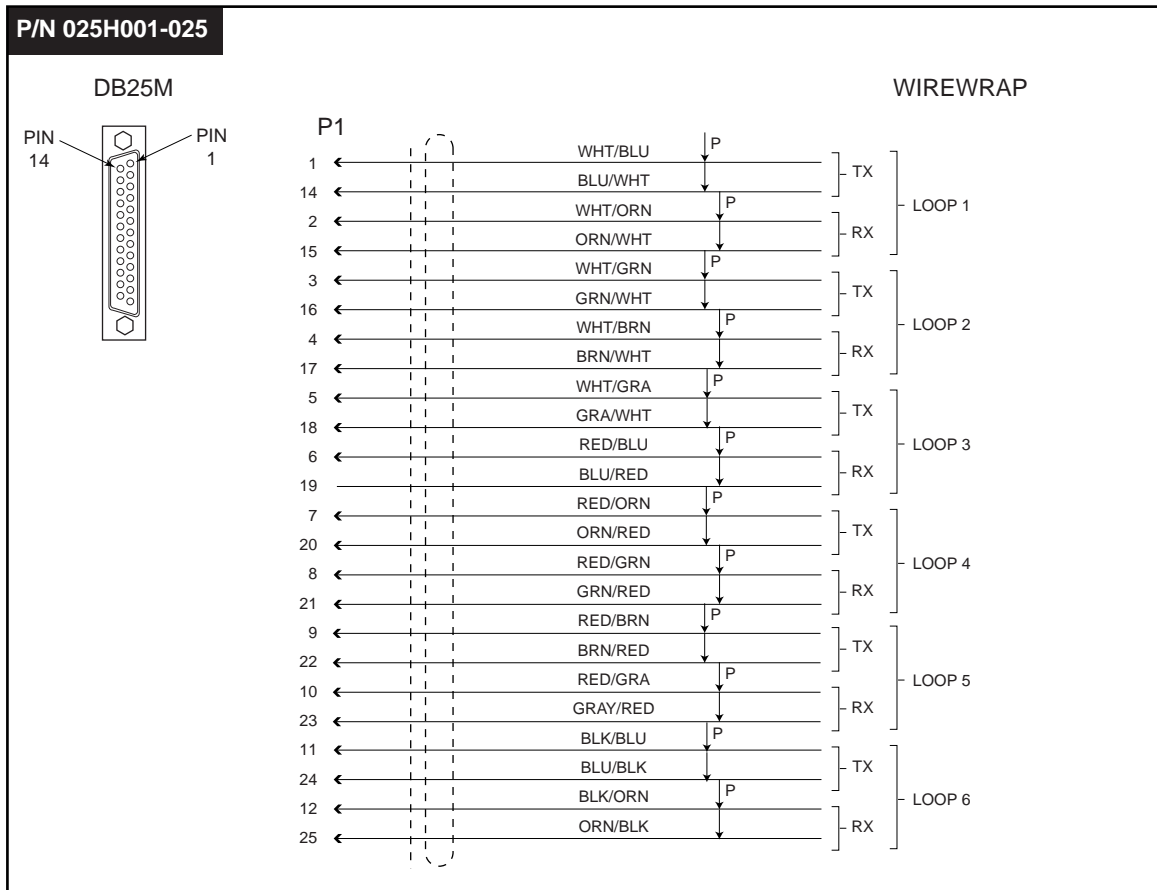 P/N 025H001-025
DB25M
WIREWRAP
PIN
14
PIN
1
P1
P
1 WHT/BLU
TX
14 BLU/WHT
P
LOOP 1
2 WHT/ORN
RX
15 ORN/WHT
P
3 WHT/GRN
TX
16 GRN/WHT
P
LOOP 2
4 WHT/BRN
RX
17 BRN/WHT
P
5 WHT/GRA
TX
18 GRA/WHT
P
LOOP 3
6 RED/BLU
RX
19 BLU/RED
P
7 RED/ORN
TX
20 ORN/RED
P
LOOP 4
8 RED/GRN
RX
21 GRN/RED
P
9 RED/BRN
TX
22 BRN/RED
P
LOOP 5
10 RED/GRA
RX
23 GRAY/RED
P
11 BLK/BLU
TX
24 BLU/BLK
P
LOOP 6
12 BLK/ORN
RX
25 ORN/BLK